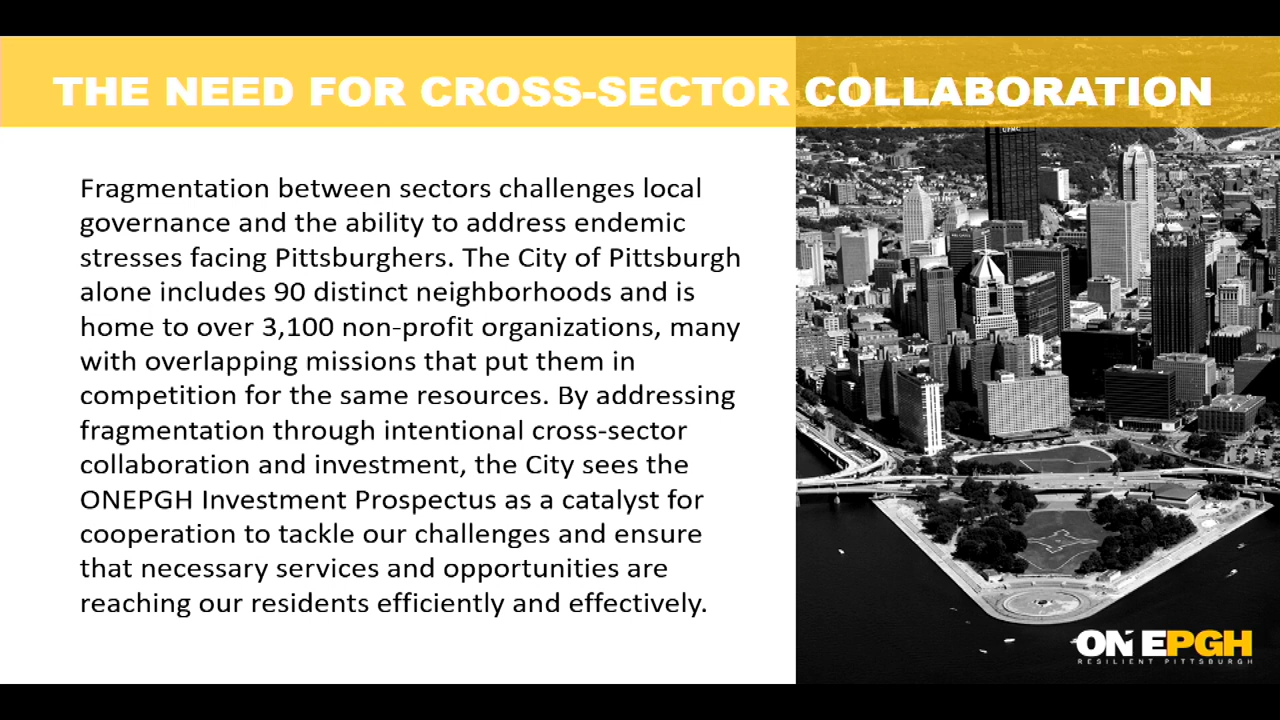 THE NEED FOR CROSS-SECTOR COLLABORATION
Fragmentation between sectors challenges local
governance and the ability to address endemic
stresses facing Pittsburghers. The City of Pittsburgh
alone includes 90 distinct neighborhoods and is
home to over 3,100 non-profit organizations, many
with overlapping missions that put them in
competition for the same resources. By addressing
fragmentation through intentional cross-sector
collaboration and investment, the City sees the
ONEPGH Investment Prospectus as a catalyst for
cooperation to tackle our challenges and ensure
that necessary services and opportunities are
reaching our residents efficiently and effectively.
UPMC
ONEPGH
RESILIENT PITTSBURGH